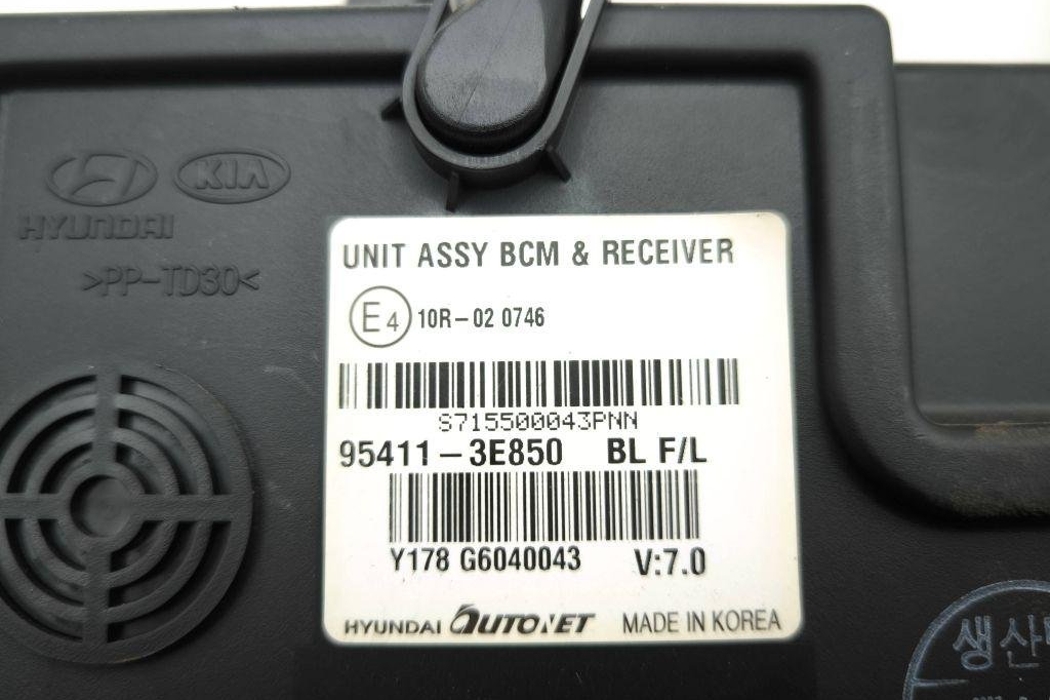 KIA
HYUNDAI
>PP-TD30<
UNIT ASSY BCM & RECEIVER
E4 10R-02 0746
S715500043PNN
95411-3E850 BL F/L
Y178 G6040043 V:7.0
HYUNDAI AUTONET MADE IN KOREA
생산